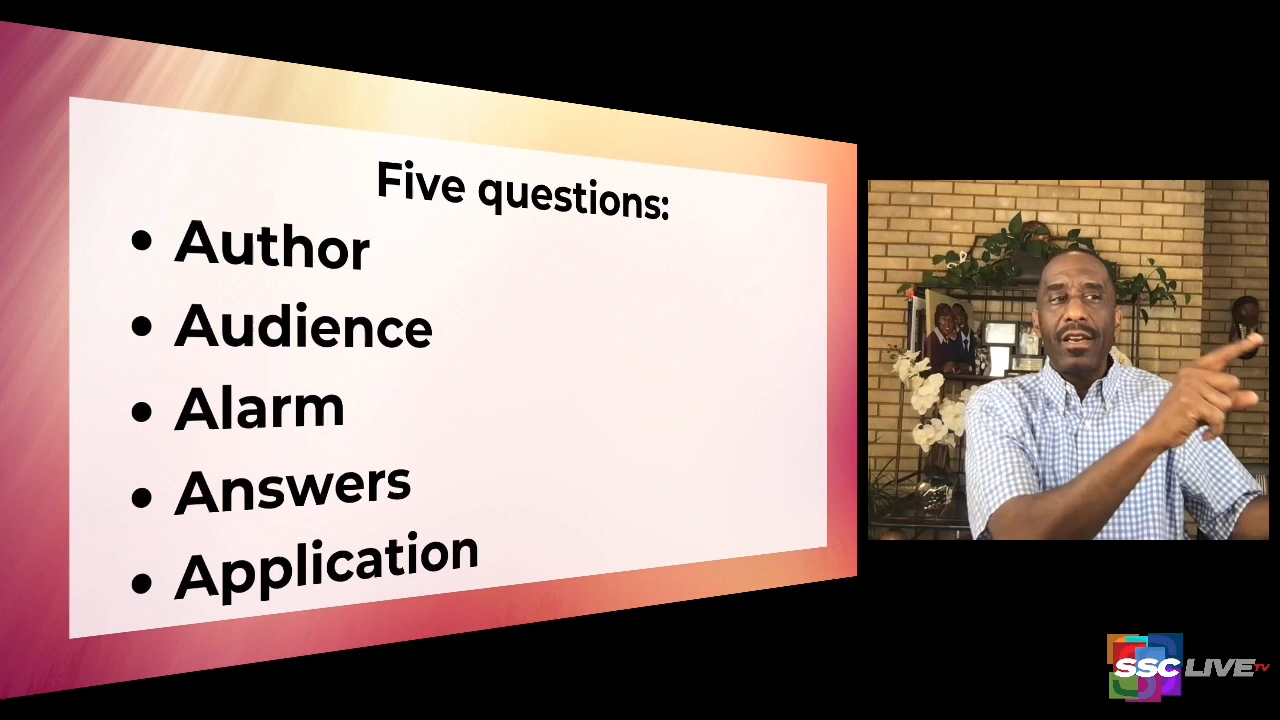 Five questions:
• Author
• Audience
• Alarm
• Answers
• Application
SSC LIVE TV